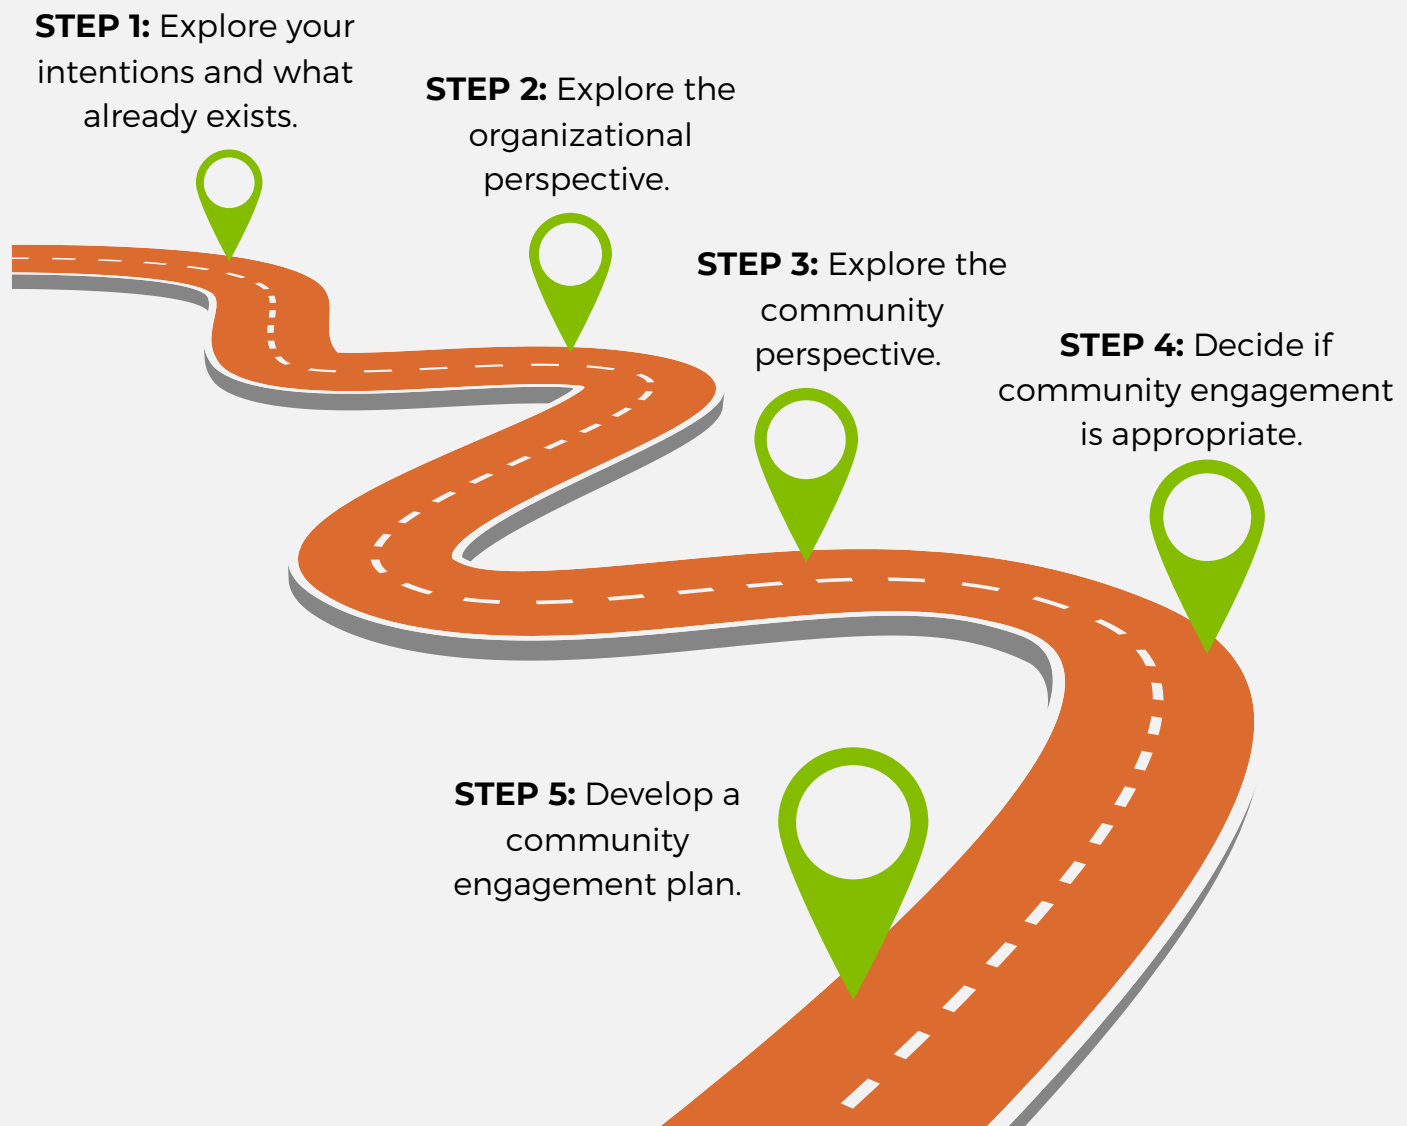 STEP 1: Explore your
intentions and what
already exists.
STEP 2: Explore the
organizational
perspective.
STEP 3: Explore the
community
perspective.
STEP 4: Decide if
community engagement
is appropriate.
STEP 5: Develop a
community
engagement plan.